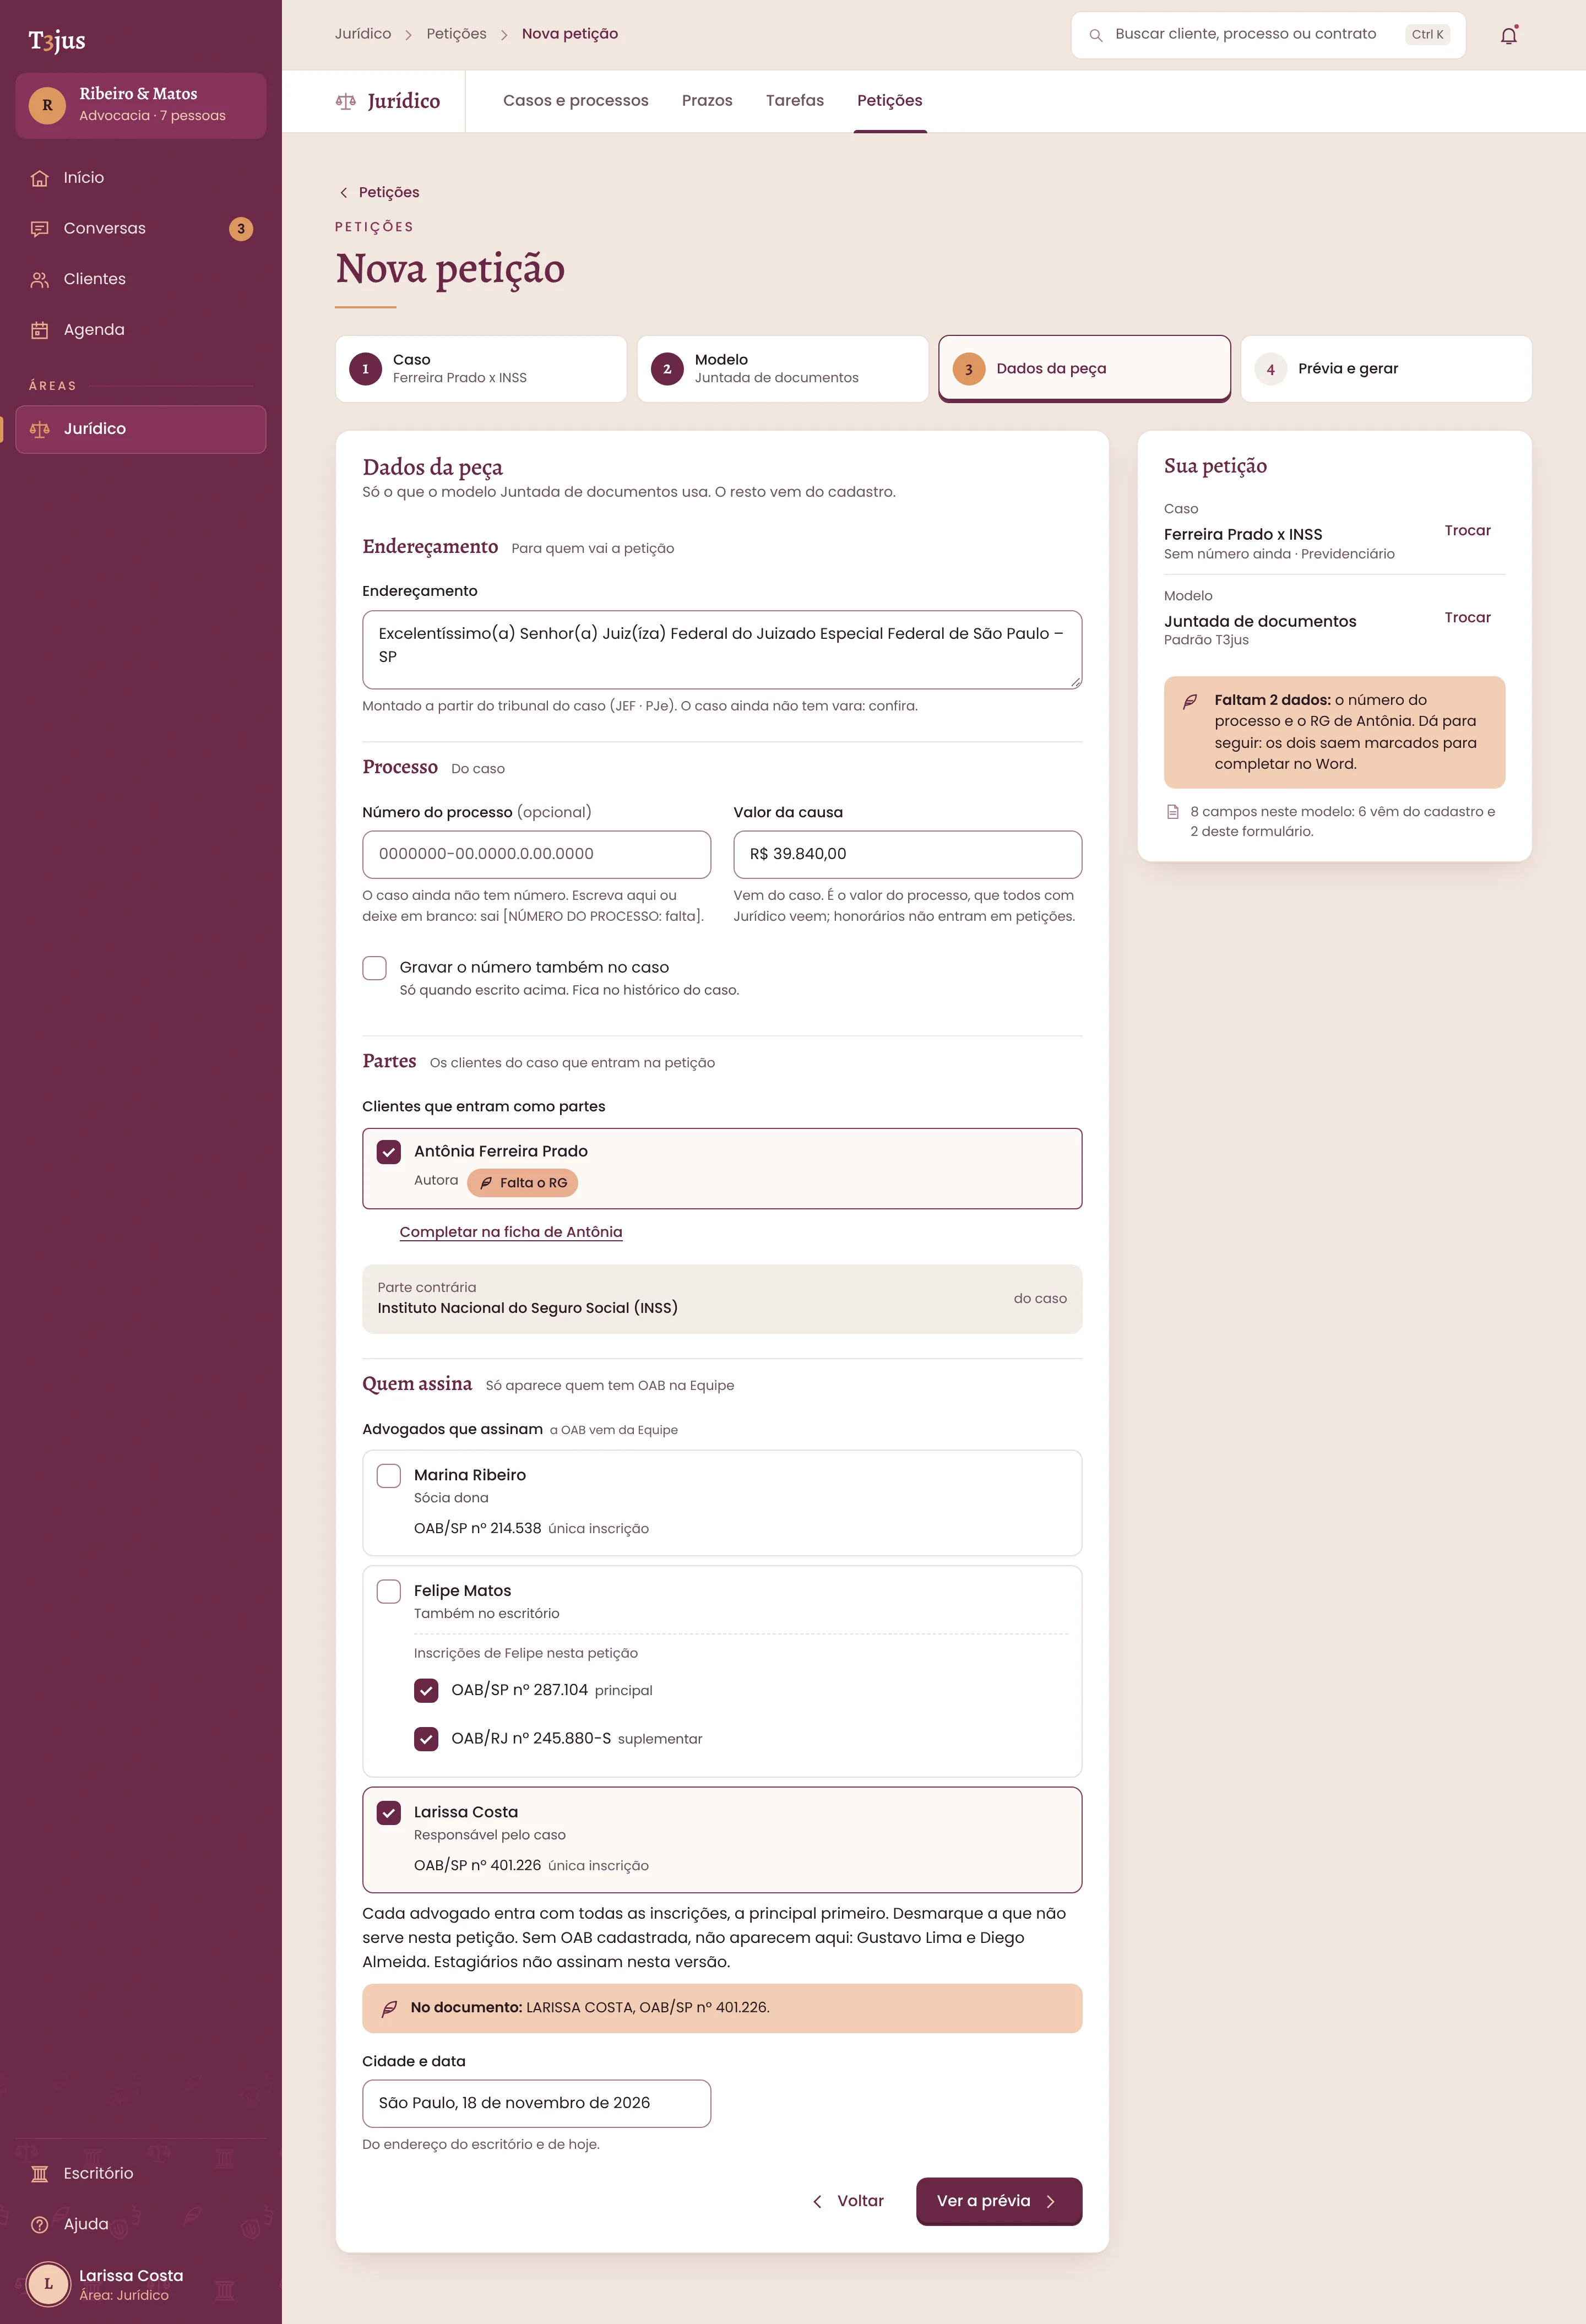 T3jus
R
Ribeiro & Matos
Advocacia · 7 pessoas
Início
Conversas
3
Clientes
Agenda
ÁREAS
Jurídico
Escritório
Ajuda
L
Larissa Costa
Área: Jurídico
Jurídico
Petições
Nova petição
Buscar cliente, processo ou contrato
Ctrl K
Jurídico
Casos e processos
Prazos
Tarefas
Petições
Petições
PETIÇÕES
Nova petição
1
Caso
Ferreira Prado x INSS
2
Modelo
Juntada de documentos
3
Dados da peça
4
Prévia e gerar
Dados da peça
Só o que o modelo Juntada de documentos usa. O resto vem do cadastro.
Endereçamento Para quem vai a petição
Endereçamento
Excelentíssimo(a) Senhor(a) Juiz(íza) Federal do Juizado Especial Federal de São Paulo –
SP
Montado a partir do tribunal do caso (JEF · PJe). O caso ainda não tem vara: confira.
Processo Do caso
Número do processo (opcional)
0000000-00.0000.0.00.0000
O caso ainda não tem número. Escreva aqui ou
deixe em branco: sai [NÚMERO DO PROCESSO: falta].
Valor da causa
R$ 39.840,00
Vem do caso. É o valor do processo, que todos com
Jurídico veem; honorários não entram em petições.
Gravar o número também no caso
Só quando escrito acima. Fica no histórico do caso.
Partes Os clientes do caso que entram na petição
Clientes que entram como partes
Antônia Ferreira Prado
Autora Falta o RG
Completar na ficha de Antônia
Parte contrária
Instituto Nacional do Seguro Social (INSS)
do caso
Quem assina Só aparece quem tem OAB na Equipe
Advogados que assinam a OAB vem da Equipe
Marina Ribeiro
Sócia dona
OAB/SP nº 214.538 única inscrição
Felipe Matos
Também no escritório
Inscrições de Felipe nesta petição
OAB/SP nº 287.104 principal
OAB/RJ nº 245.880-S suplementar
Larissa Costa
Responsável pelo caso
OAB/SP nº 401.226 única inscrição
Cada advogado entra com todas as inscrições, a principal primeiro. Desmarque a que não
serve nesta petição. Sem OAB cadastrada, não aparecem aqui: Gustavo Lima e Diego
Almeida. Estagiários não assinam nesta versão.
No documento: LARISSA COSTA, OAB/SP nº 401.226.
Cidade e data
São Paulo, 18 de novembro de 2026
Do endereço do escritório e de hoje.
Voltar
Ver a prévia
Sua petição
Caso
Ferreira Prado x INSS
Sem número ainda · Previdenciário
Trocar
Modelo
Juntada de documentos
Padrão T3jus
Trocar
Faltam 2 dados: o número do
processo e o RG de Antônia. Dá para
seguir: os dois saem marcados para
completar no Word.
8 campos neste modelo: 6 vêm do cadastro e
2 deste formulário.